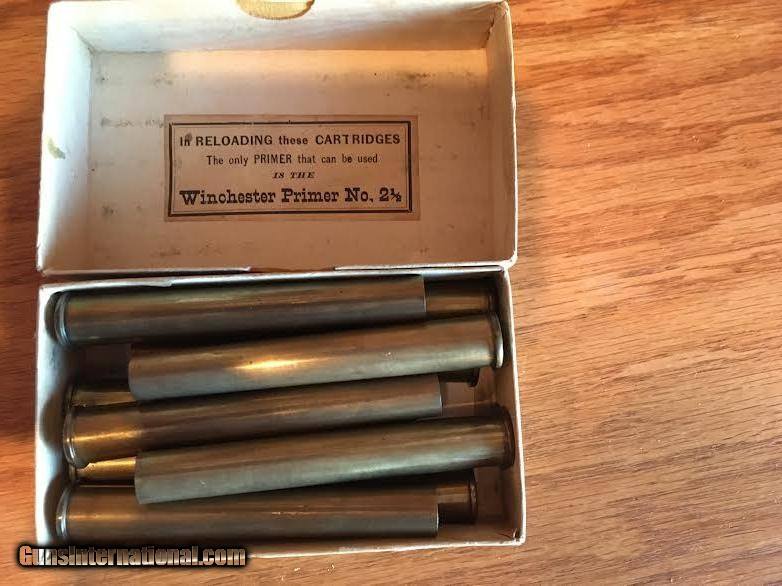 In RELOADING these CARTRIDGES
The only PRIMER that can be used
IS THE
Winchester Primer No. 2½
GunsInternational.com